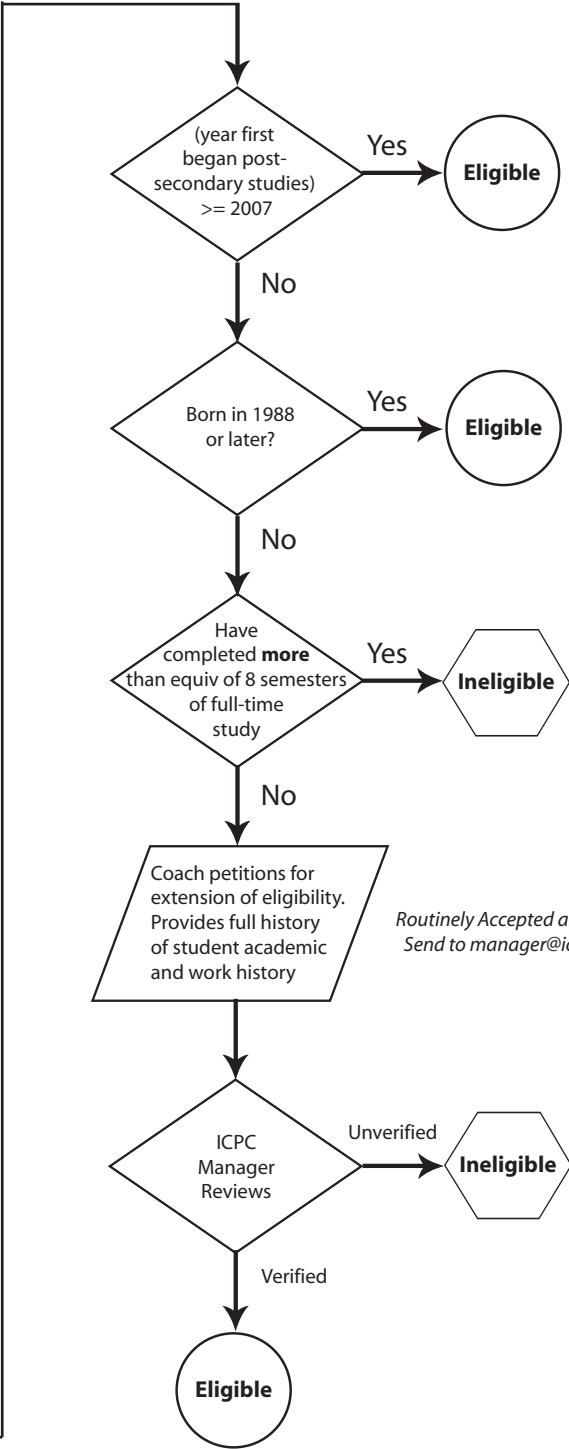 (year first
began post-
secondary studies)
>= 2007
Yes
Eligible
No
Born in 1988
or later?
Yes
Eligible
No
Have
completed more
than equiv of 8 semesters
of full-time
study
Yes
Ineligible
No
Coach petitions for
extension of eligibility.
Provides full history
of student academic
and work history
Routinely Accepted a
Send to manager@ic
ICPC
Manager
Reviews
Unverified
Ineligible
Verified
Eligible